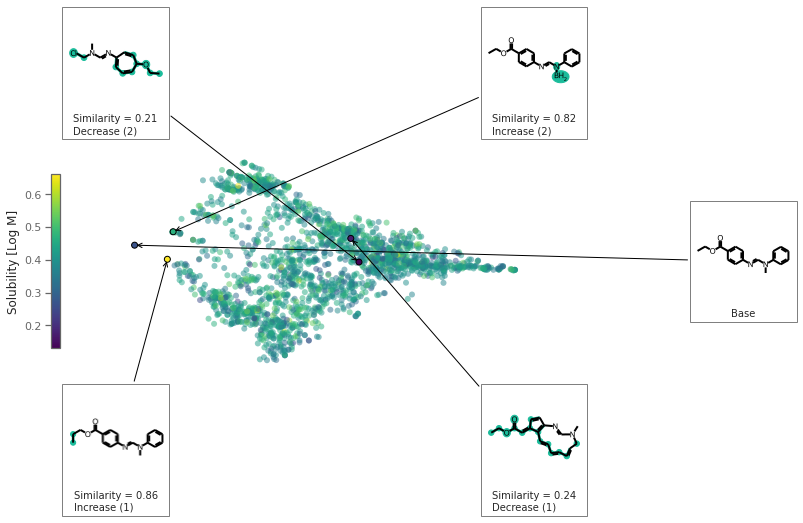 Similarity = 0.21
Decrease (2)
Similarity = 0.82
Increase (2)
Solubility [Log M]
0.6
0.5
0.4
0.3
0.2
Base
Similarity = 0.86
Increase (1)
Similarity = 0.24
Decrease (1)